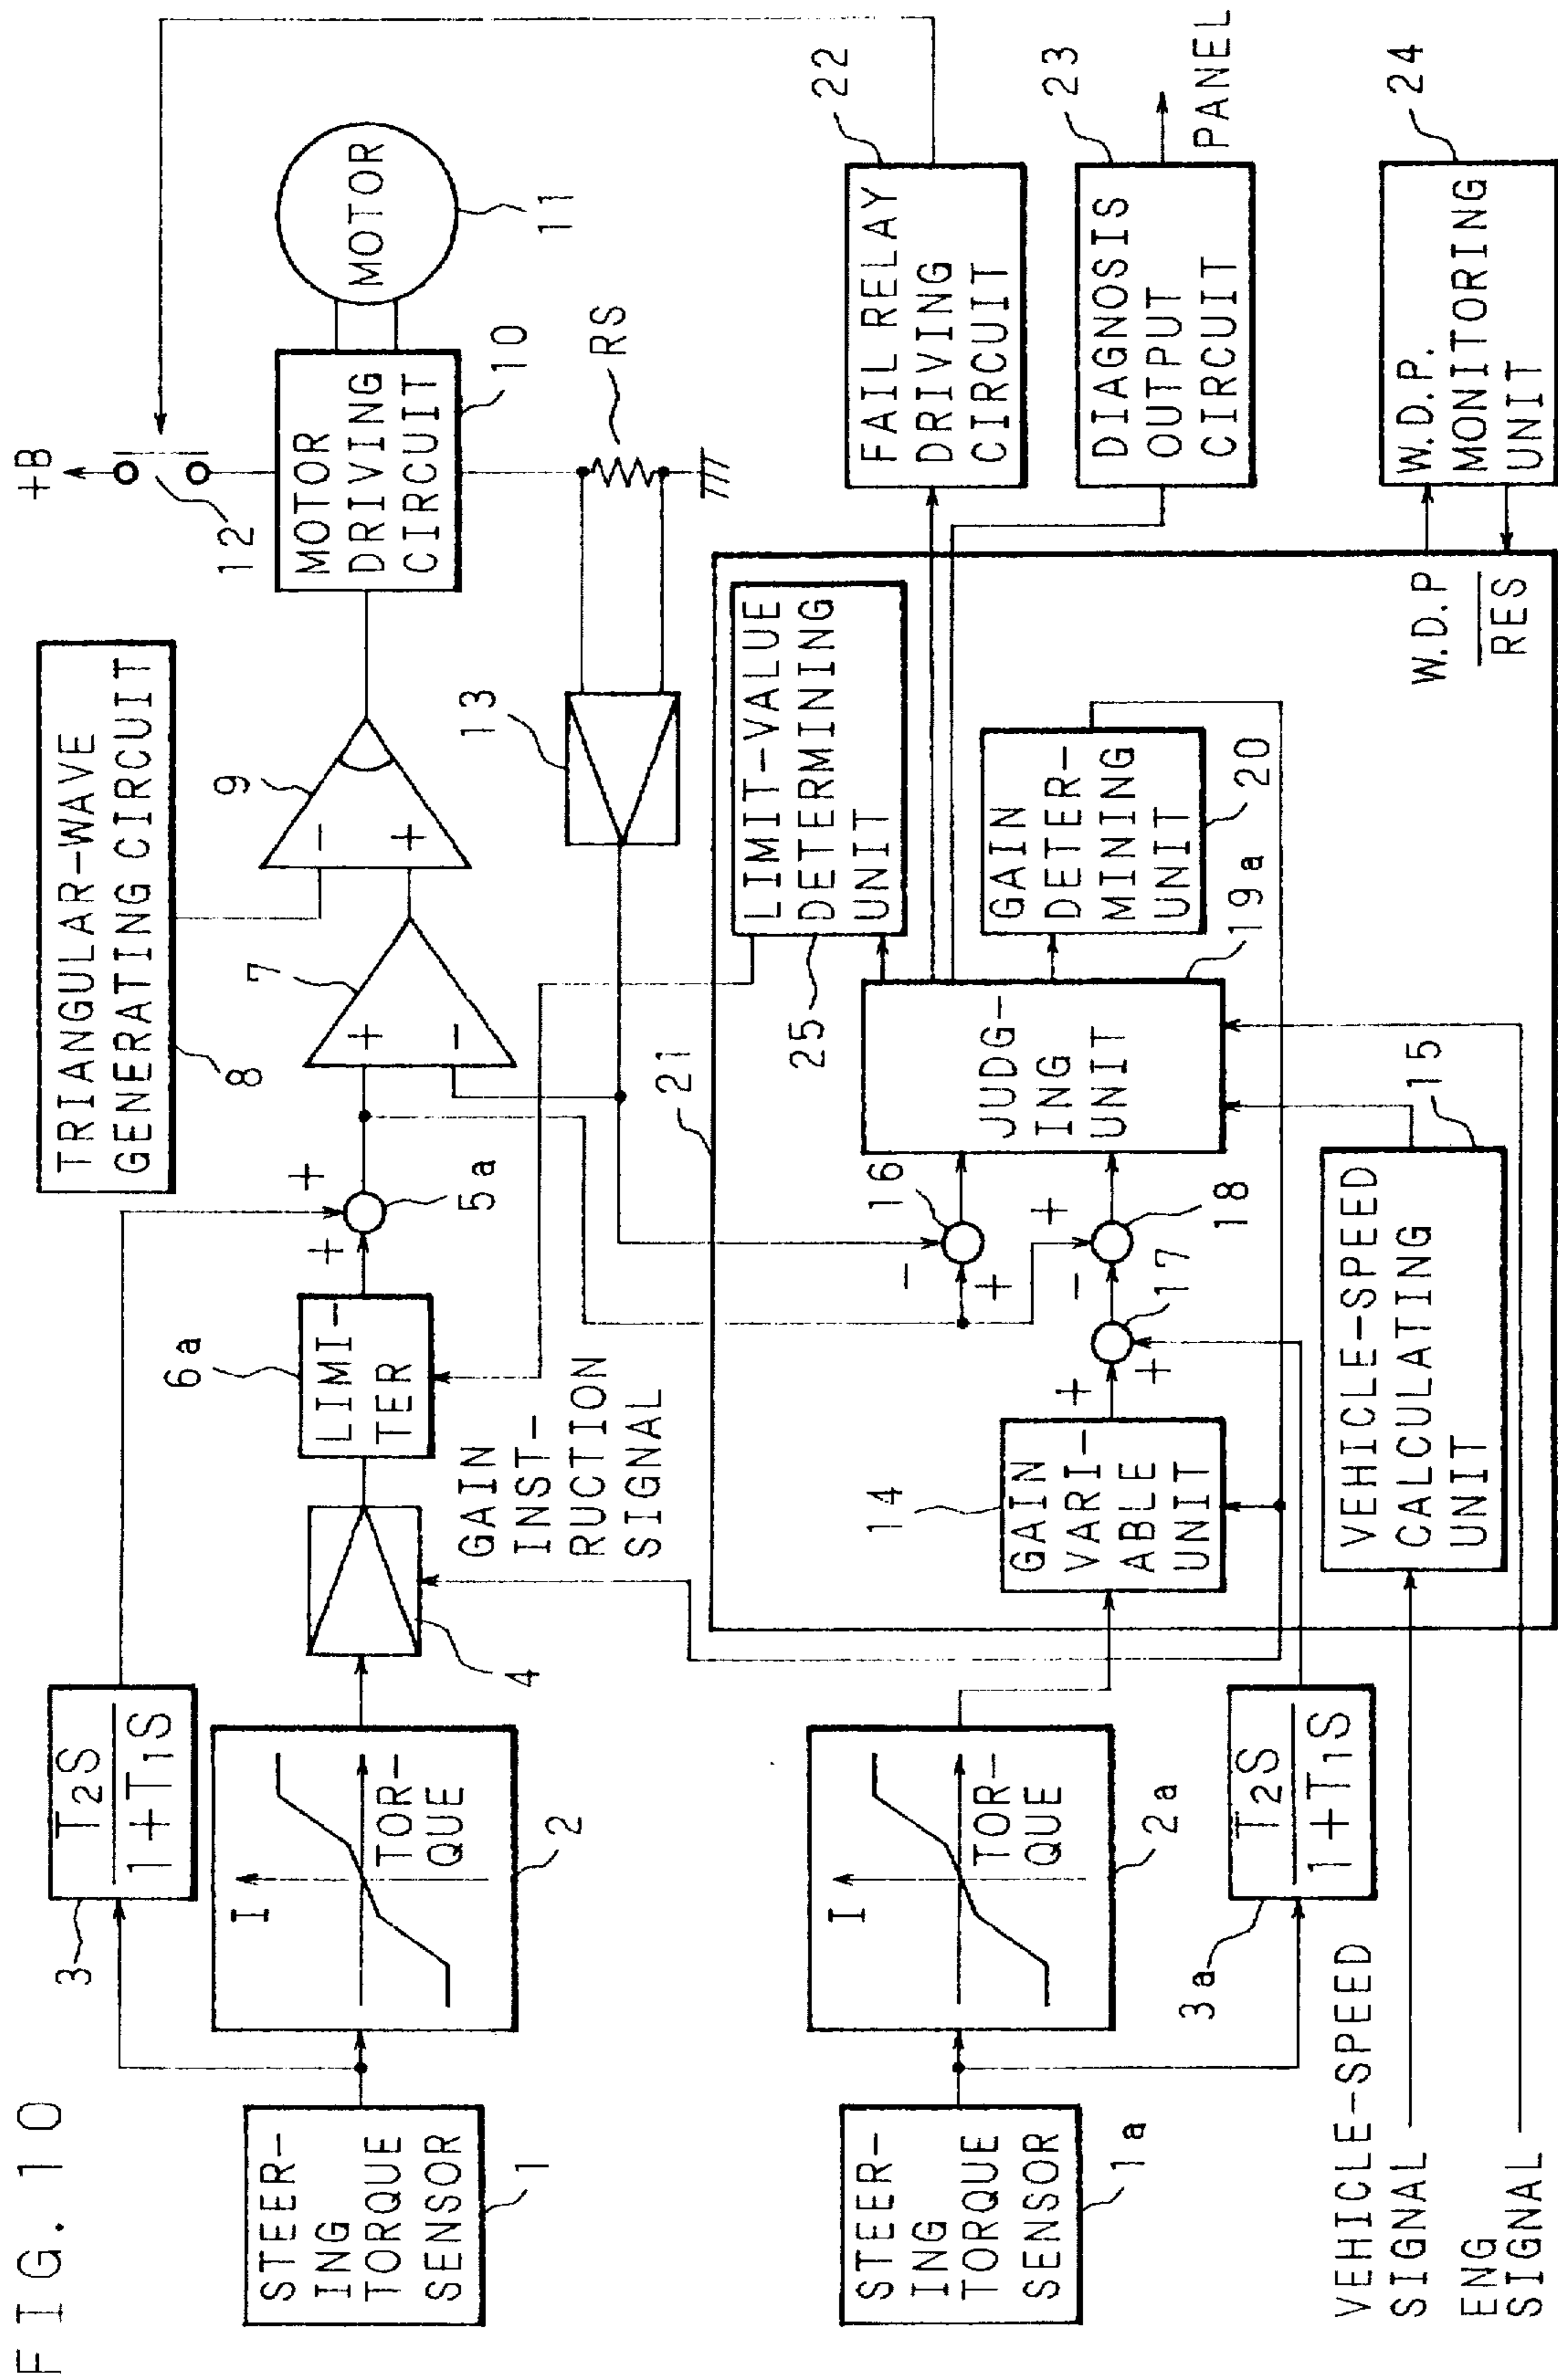 FIG. 10
STEER-
ING
TORQUE
SENSOR
1
3
T2S
1+T1S
I
TOR-
QUE
2
4
GAIN
INST-
RUCTION
SIGNAL
LIMI-
TER
6a
+
+
5a
TRIANGULAR-WAVE
GENERATING CIRCUIT
8
7
+
-
9
-
+
MOTOR
DRIVING
CIRCUIT
10
MOTOR
11
+B
12
RS
13
STEER-
ING
TORQUE
SENSOR
1a
I
TOR-
QUE
2a
3a
T2S
1+T1S
21
14
GAIN
VARI-
ABLE
UNIT
+
+
17
-
+
16
-
+
18
JUDG-
ING
UNIT
19a
LIMIT-VALUE
DETERMINING
UNIT
25
GAIN
DETER-
MINING
UNIT
20
VEHICLE-SPEED
CALCULATING
UNIT
15
VEHICLE-SPEED
SIGNAL
ENG
SIGNAL
W.D.P
RES
FAIL RELAY
DRIVING
CIRCUIT
22
DIAGNOSIS
OUTPUT
CIRCUIT
23
PANEL
W.D.P.
MONITORING
UNIT
24